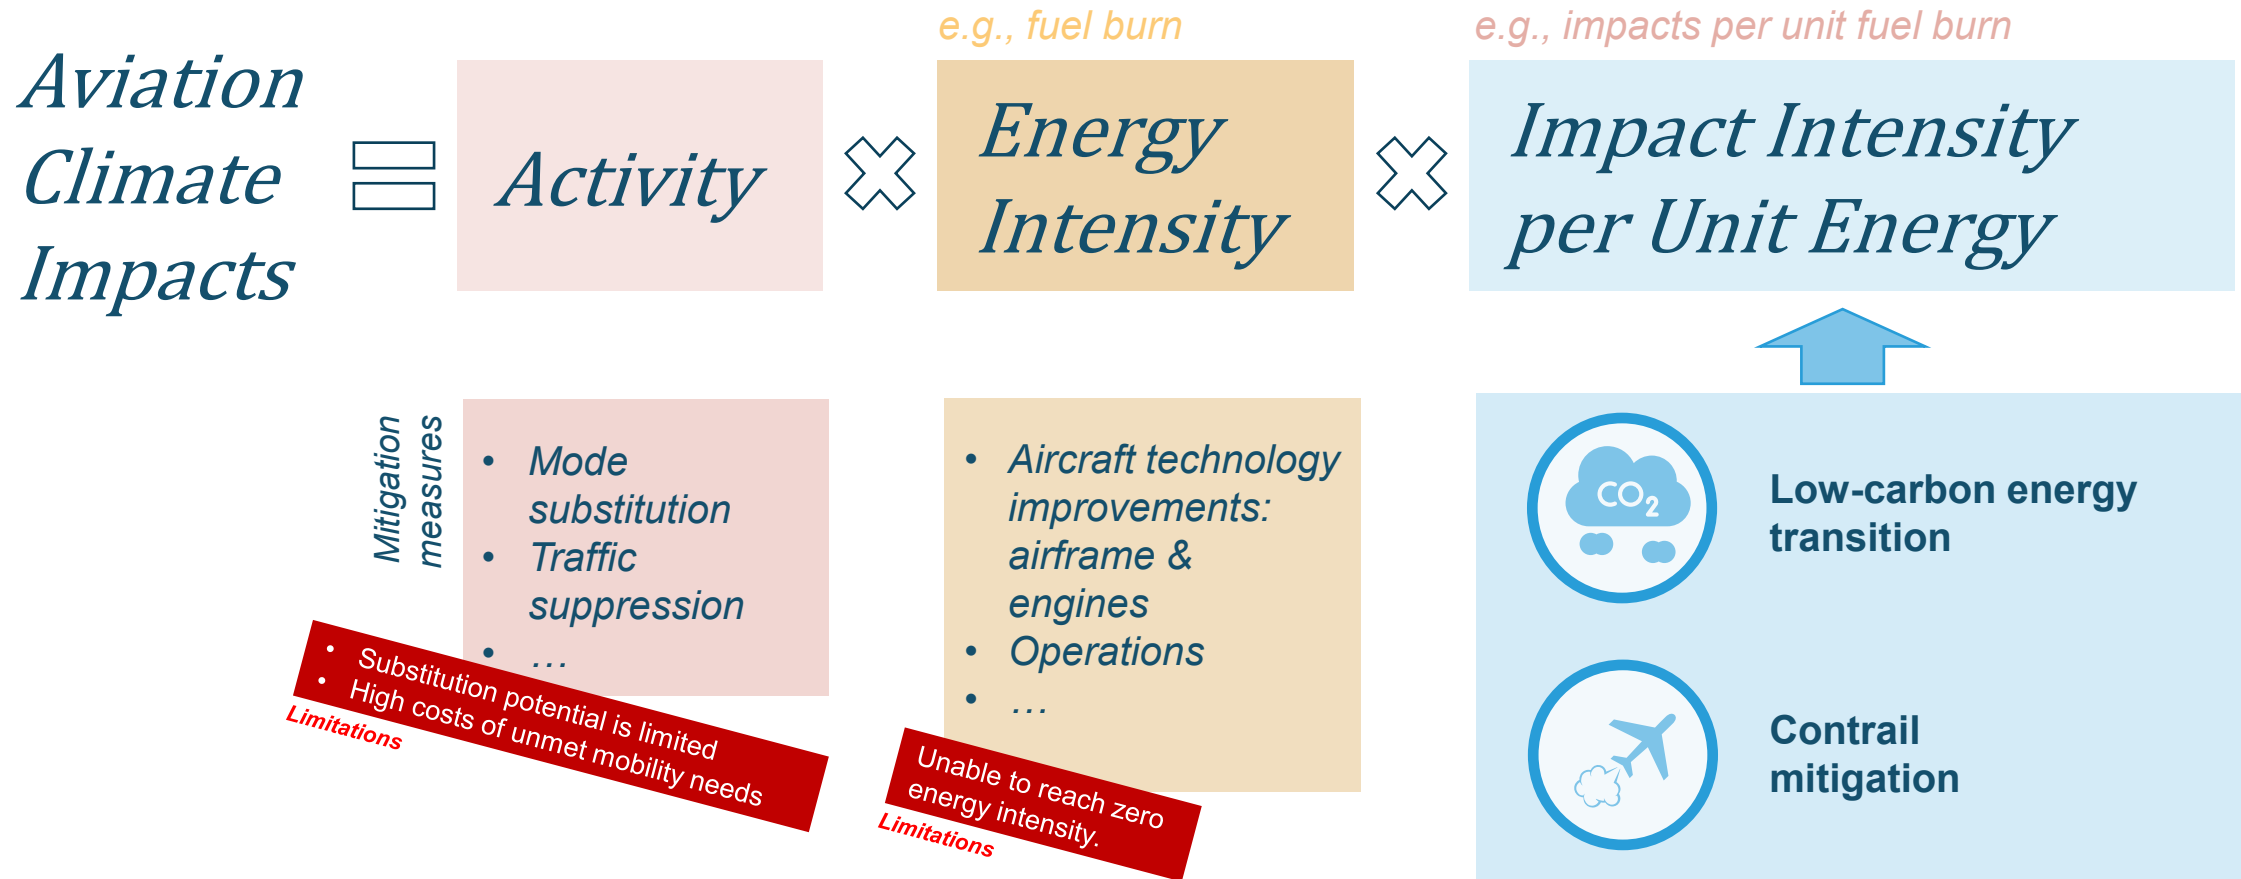 Aviation
Climate
Impacts
Activity
e.g., fuel burn
Energy
Intensity
e.g., impacts per unit fuel burn
Impact Intensity
per Unit Energy
Mitigation
measures
• Mode
substitution
• Traffic
suppression
• …
• Substitution potential is limited
• High costs of unmet mobility needs
Limitations
• Aircraft technology
improvements:
airframe &
engines
• Operations
• …
Unable to reach zero
energy intensity.
Limitations
CO2
Low-carbon energy
transition
Contrail
mitigation